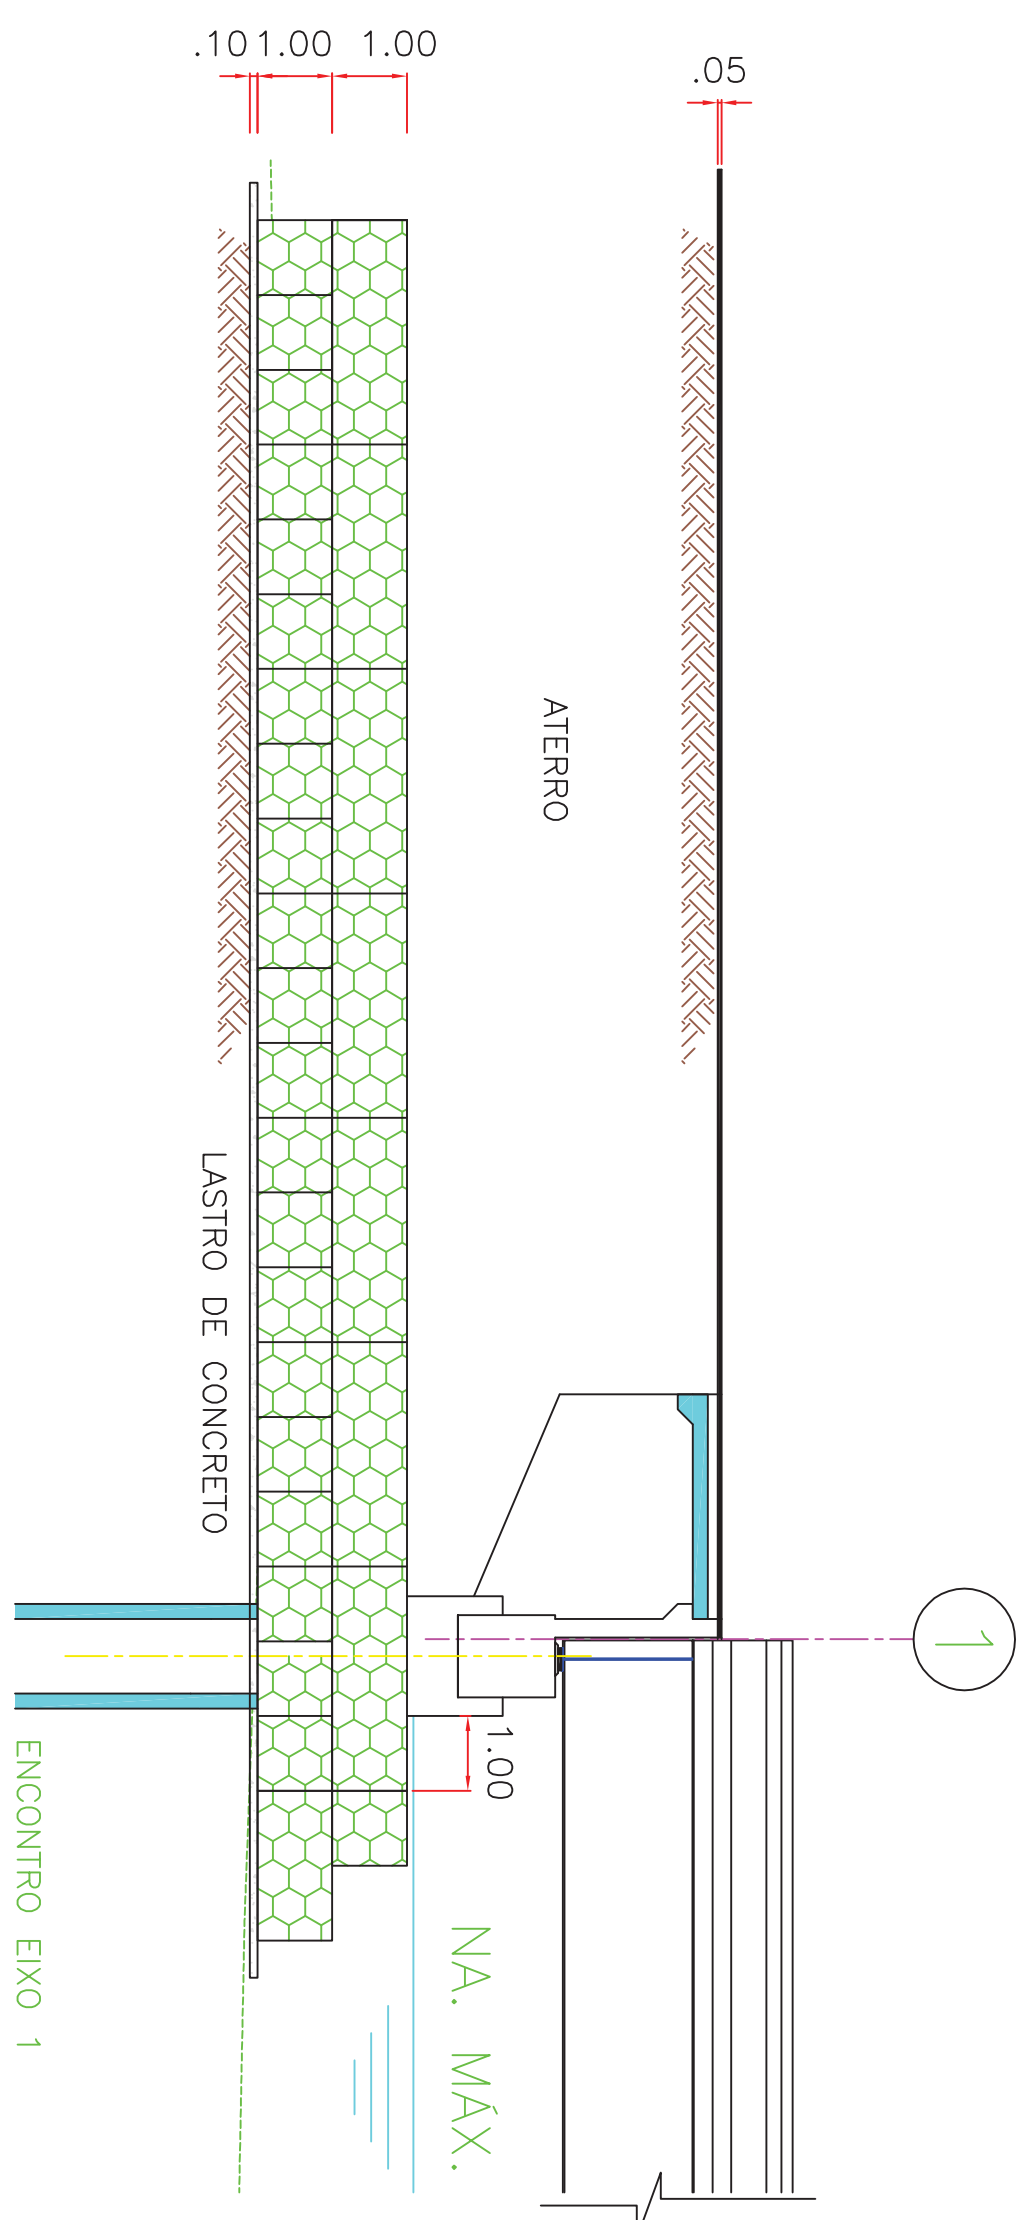 .10
1.00
1.00
.05
ATERRO
LASTRO DE CONCRETO
1
1.00
NA. MÁX.
ENCONTRO EIXO 1